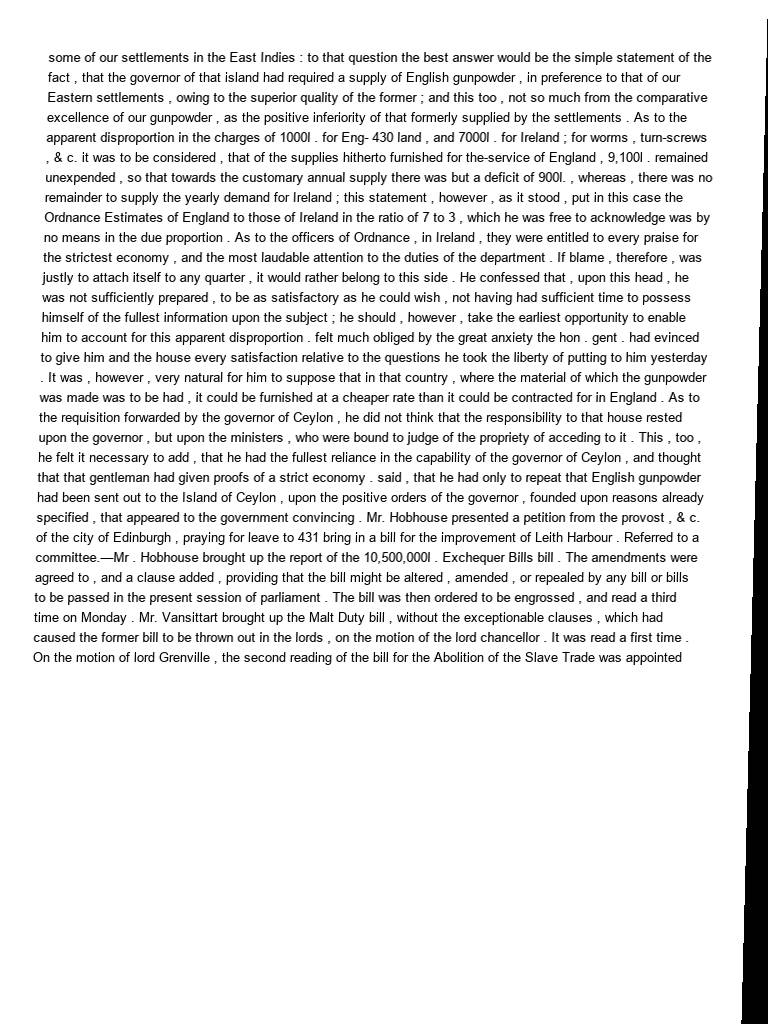 some of our settlements in the East Indies : to that question the best answer would be the simple statement of the
fact , that the governor of that island had required a supply of English gunpowder , in preference to that of our
Eastern settlements , owing to the superior quality of the former ; and this too , not so much from the comparative
excellence of our gunpowder , as the positive inferiority of that formerly supplied by the settlements . As to the
apparent disproportion in the charges of 1000l . for Eng- 430 land , and 7000l . for Ireland ; for worms , turn-screws
, & c. it was to be considered , that of the supplies hitherto furnished for the-service of England , 9,100l . remained
unexpended , so that towards the customary annual supply there was but a deficit of 900l. , whereas , there was no
remainder to supply the yearly demand for Ireland ; this statement , however , as it stood , put in this case the
Ordnance Estimates of England to those of Ireland in the ratio of 7 to 3 , which he was free to acknowledge was by
no means in the due proportion . As to the officers of Ordnance , in Ireland , they were entitled to every praise for
the strictest economy , and the most laudable attention to the duties of the department . If blame , therefore , was
justly to attach itself to any quarter , it would rather belong to this side . He confessed that , upon this head , he
was not sufficiently prepared , to be as satisfactory as he could wish , not having had sufficient time to possess
himself of the fullest information upon the subject ; he should , however , take the earliest opportunity to enable
him to account for this apparent disproportion . felt much obliged by the great anxiety the hon . gent . had evinced
to give him and the house every satisfaction relative to the questions he took the liberty of putting to him yesterday
. It was , however , very natural for him to suppose that in that country , where the material of which the gunpowder
was made was to be had , it could be furnished at a cheaper rate than it could be contracted for in England . As to
the requisition forwarded by the governor of Ceylon , he did not think that the responsibility to that house rested
upon the governor , but upon the ministers , who were bound to judge of the propriety of acceding to it . This , too ,
he felt it necessary to add , that he had the fullest reliance in the capability of the governor of Ceylon , and thought
that that gentleman had given proofs of a strict economy . said , that he had only to repeat that English gunpowder
had been sent out to the Island of Ceylon , upon the positive orders of the governor , founded upon reasons already
specified , that appeared to the government convincing . Mr. Hobhouse presented a petition from the provost , & c.
of the city of Edinburgh , praying for leave to 431 bring in a bill for the improvement of Leith Harbour . Referred to a
committee.—Mr . Hobhouse brought up the report of the 10,500,000l . Exchequer Bills bill . The amendments were
agreed to , and a clause added , providing that the bill might be altered , amended , or repealed by any bill or bills
to be passed in the present session of parliament . The bill was then ordered to be engrossed , and read a third
time on Monday . Mr. Vansittart brought up the Malt Duty bill , without the exceptionable clauses , which had
caused the former bill to be thrown out in the lords , on the motion of the lord chancellor . It was read a first time .
On the motion of lord Grenville , the second reading of the bill for the Abolition of the Slave Trade was appointed